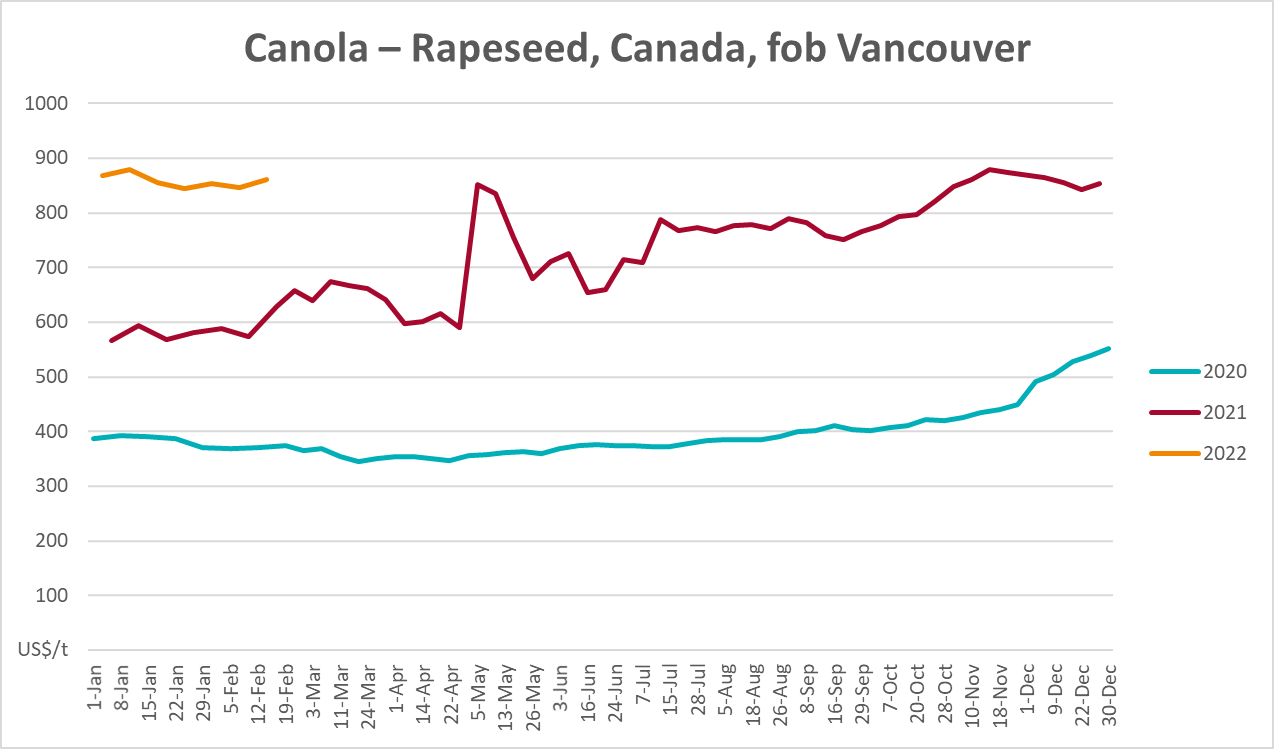 Canola – Rapeseed, Canada, fob Vancouver
1000
900
800
700
600
500
400
300
200
100
US$/t
1-Jan
8-Jan
15-Jan
22-Jan
29-Jan
5-Feb
12-Feb
19-Feb
3-Mar
11-Mar
24-Mar
1-Apr
14-Apr
22-Apr
5-May
13-May
26-May
3-Jun
16-Jun
24-Jun
7-Jul
15-Jul
28-Jul
5-Aug
18-Aug
26-Aug
8-Sep
16-Sep
29-Sep
7-Oct
20-Oct
28-Oct
10-Nov
18-Nov
1-Dec
9-Dec
22-Dec
30-Dec
2020
2021
2022